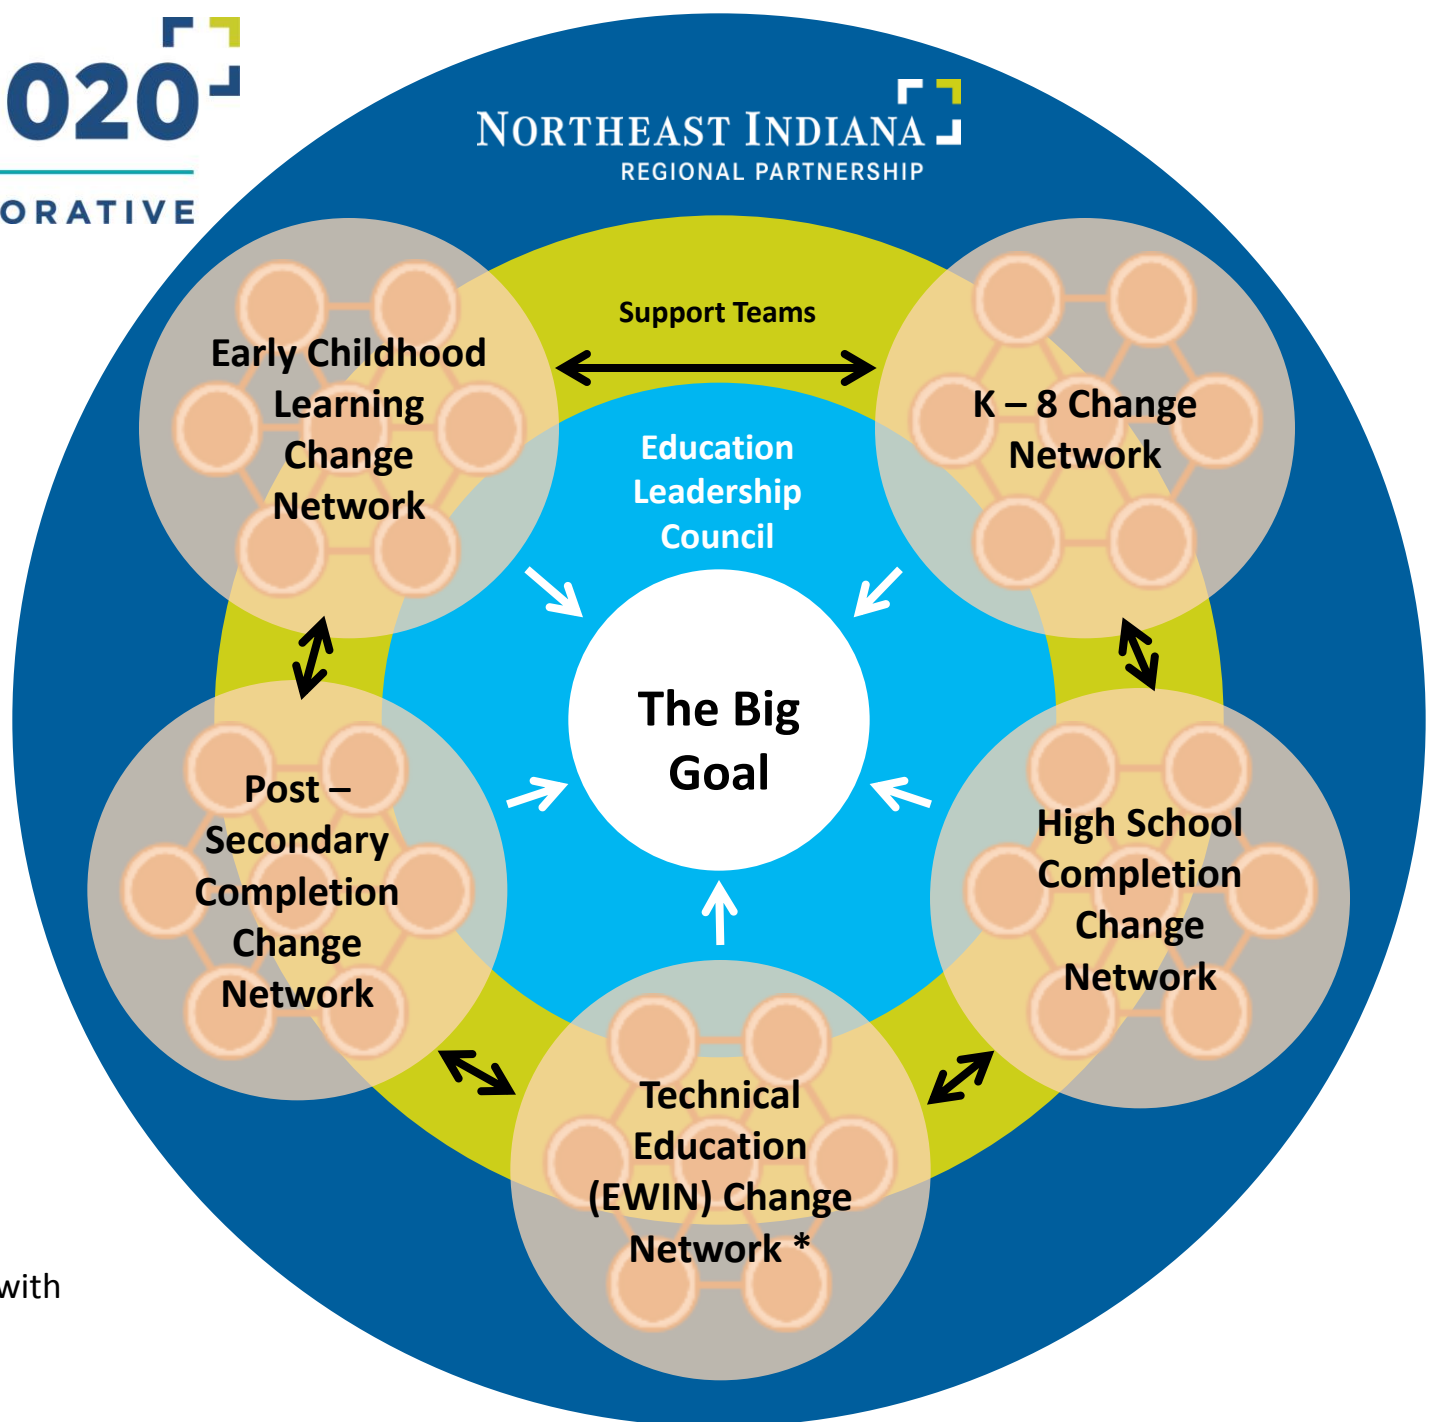 020
ORATIVE
NORTHEAST INDIANA
REGIONAL PARTNERSHIP
Support Teams
Early Childhood
Learning
Change
Network
K – 8 Change
Network
Education
Leadership
Council
The Big
Goal
Post –
Secondary
Completion
Change
Network
High School
Completion
Change
Network
Technical
Education
(EWIN) Change
Network *
with